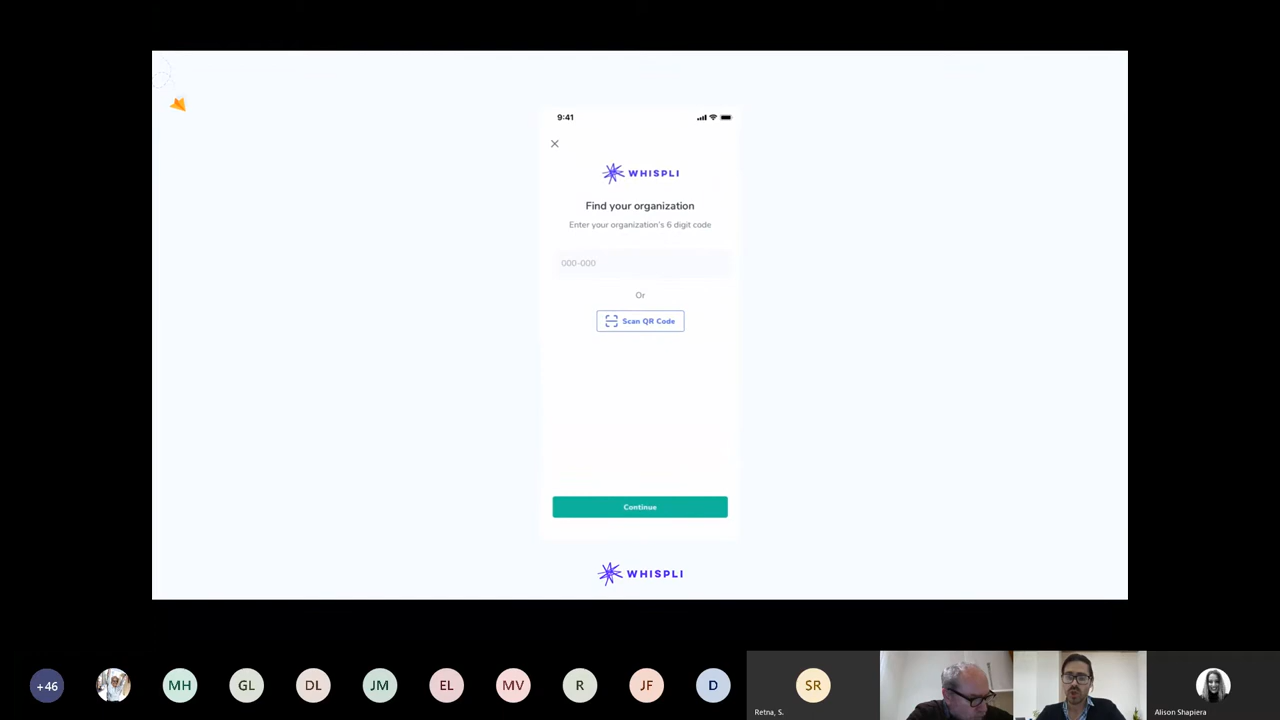 9:41
WHISPLI
Find your organization
Enter your organization's 6 digit code
000-000
Or
Scan QR Code
Continue
WHISPLI
+46
MH
GL
DL
JM
EL
MV
R
JF
D
SR
Retna, S.
Alison Shapiera